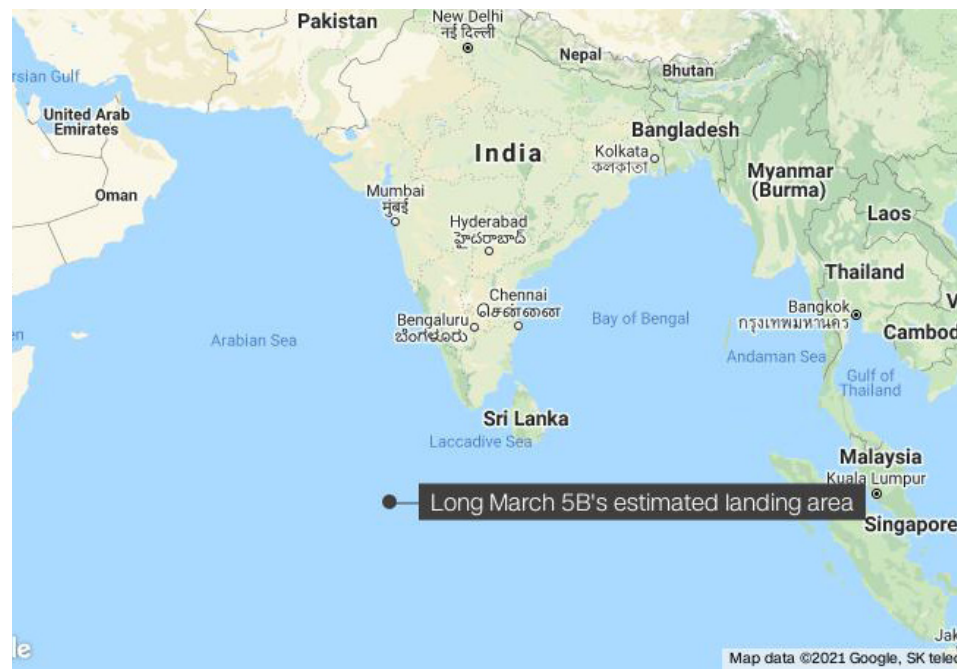 Pakistan
New Delhi
नई दिल्ली
Nepal
Bhutan
rsian Gulf
United Arab
Emirates
Bangladesh
India
Kolkata
কলকাতা
Myanmar
(Burma)
Oman
Mumbai
मुंबई
Laos
Hyderabad
హైదరాబాద్
Thailand
Chennai
சென்னை
Bangkok
กรุงเทพมหานคร
V
Bengaluru
ಬೆಂಗಳೂರು
Bay of Bengal
Cambod
en
Arabian Sea
Andaman Sea
Gulf of
Thailand
Sri Lanka
Laccadive Sea
Malaysia
Kuala Lumpur
Long March 5B's estimated landing area
Singapore
Jak
le
Map data ©2021 Google, SK telec